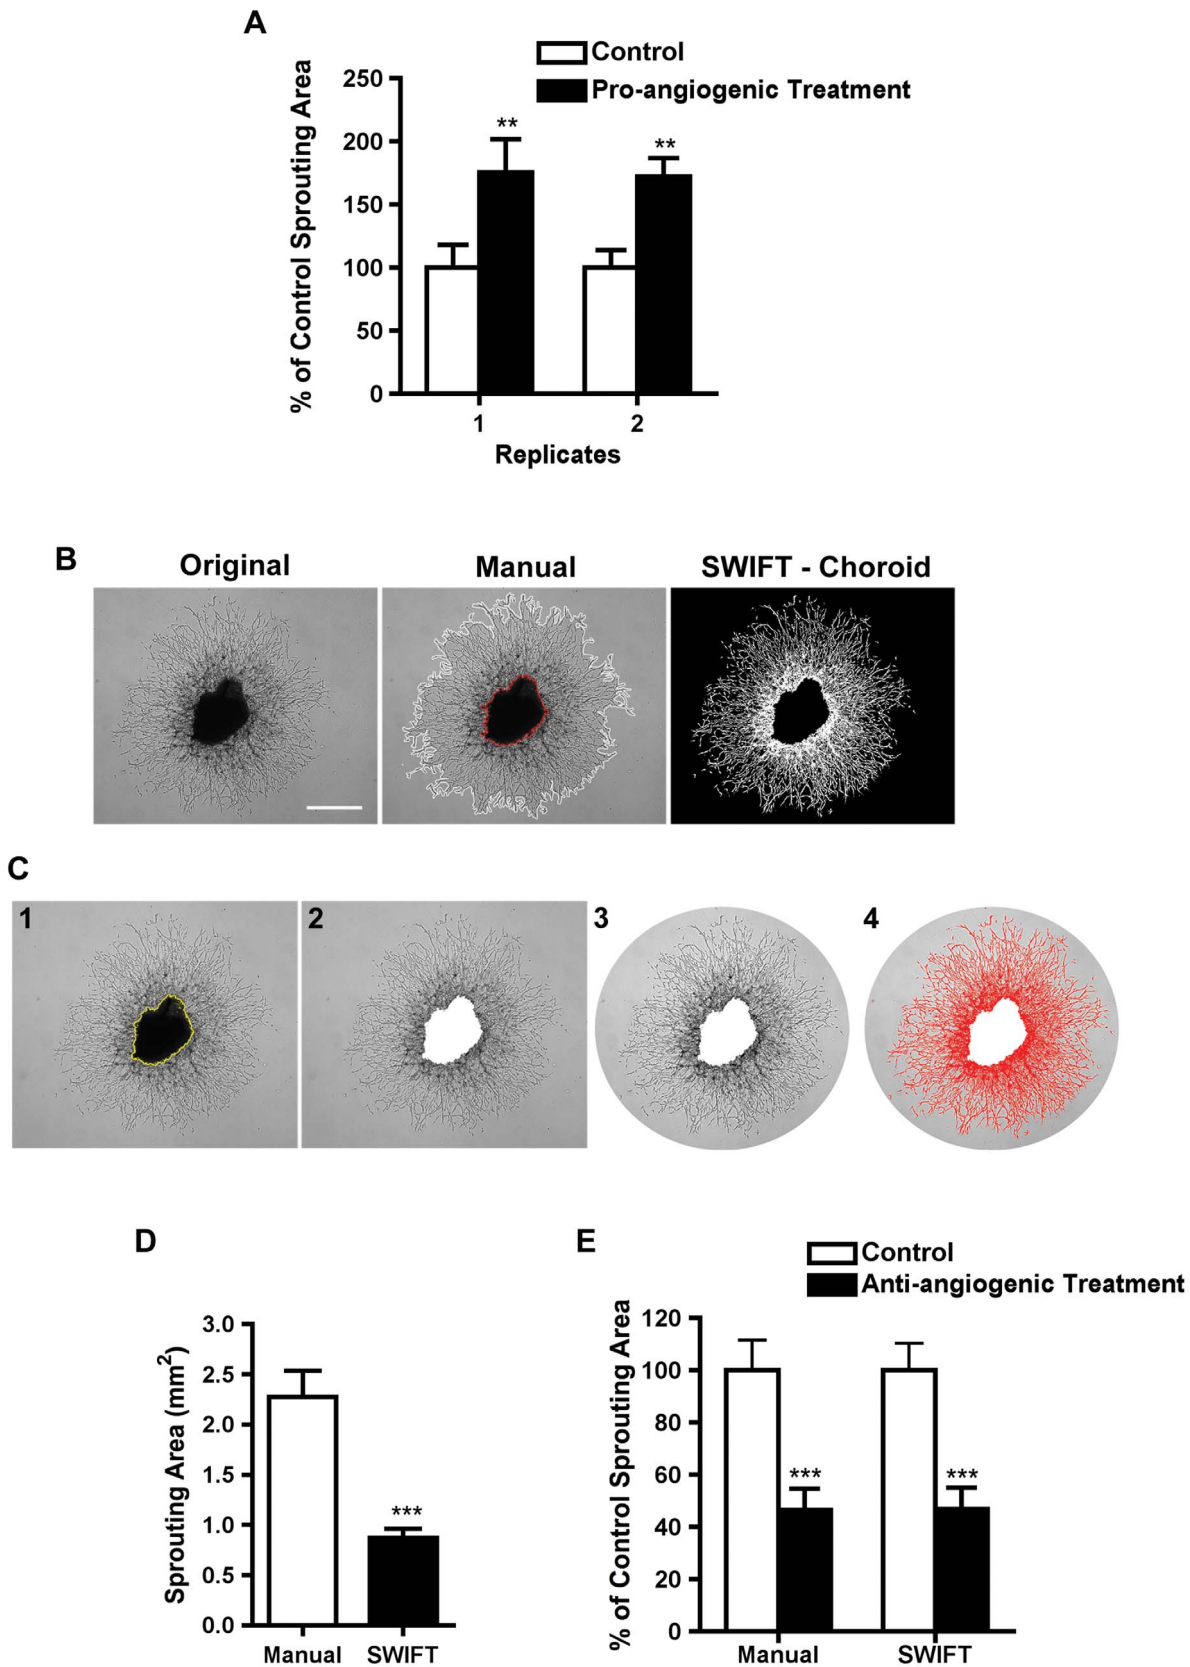 A
Control
Pro-angiogenic Treatment
% of Control Sprouting Area
250
200
150
100
50
0
**
**
1
2
Replicates
B
Original
Manual
SWIFT - Choroid
C
1
2
3
4
D
Sprouting Area (mm²)
3.0
2.5
2.0
1.5
1.0
0.5
0.0
***
Manual
SWIFT
E
Control
Anti-angiogenic Treatment
% of Control Sprouting Area
120
100
80
60
40
20
0
***
***
Manual
SWIFT